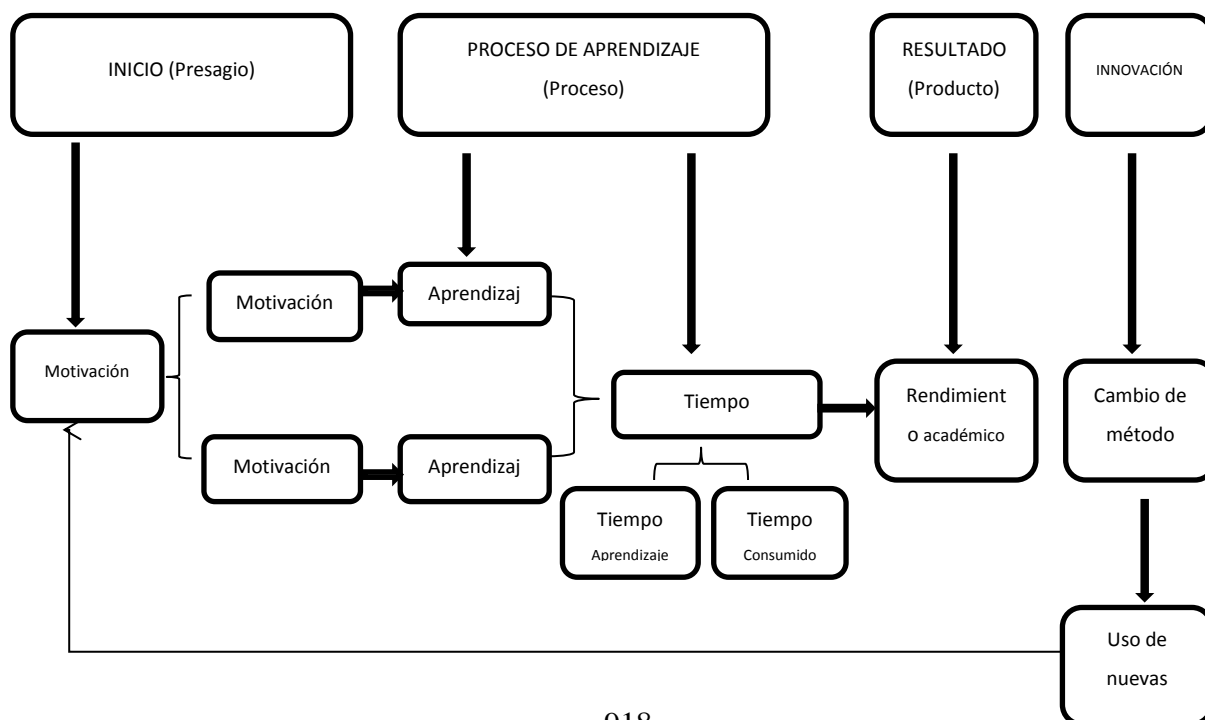 INICIO (Presagio)
PROCESO DE APRENDIZAJE
(Proceso)
RESULTADO
(Producto)
INNOVACIÓN
Motivación
Motivación
Aprendizaj
Motivación
Aprendizaj
Tiempo
Tiempo
Aprendizaje
Tiempo
Consumido
Rendimient
o académico
Cambio de
método
Uso de
nuevas